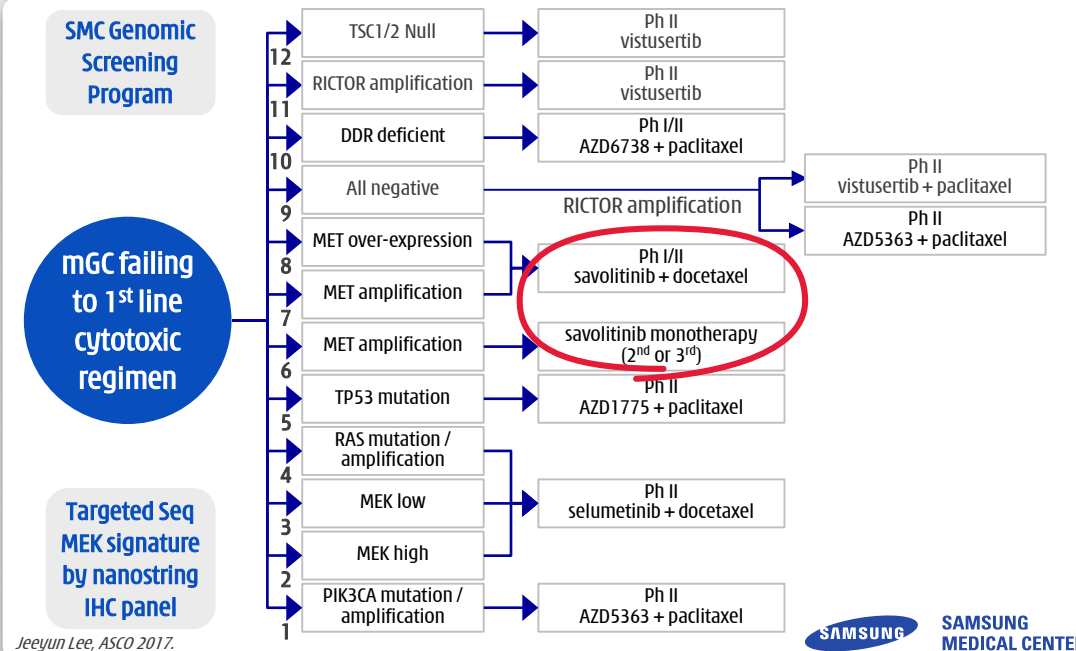 SMC Genomic
Screening
Program
mGC failing
to 1st line
cytotoxic
regimen
Targeted Seq
MEK signature
by nanostring
IHC panel
12
TSC1/2 Null
Ph II
vistusertib
11
RICTOR amplification
Ph II
vistusertib
10
DDR deficient
Ph I/II
AZD6738 + paclitaxel
9
All negative
RICTOR amplification
Ph II
vistusertib + paclitaxel
Ph II
AZD5363 + paclitaxel
8
MET over-expression
7
MET amplification
Ph I/II
savolitinib + docetaxel
6
MET amplification
savolitinib monotherapy
(2nd or 3rd)
5
TP53 mutation
Ph II
AZD1775 + paclitaxel
4
RAS mutation /
amplification
3
MEK low
2
MEK high
Ph II
selumetinib + docetaxel
1
PIK3CA mutation /
amplification
Ph II
AZD5363 + paclitaxel
Jeeyun Lee, ASCO 2017.
SAMSUNG
SAMSUNG
MEDICAL CENTE